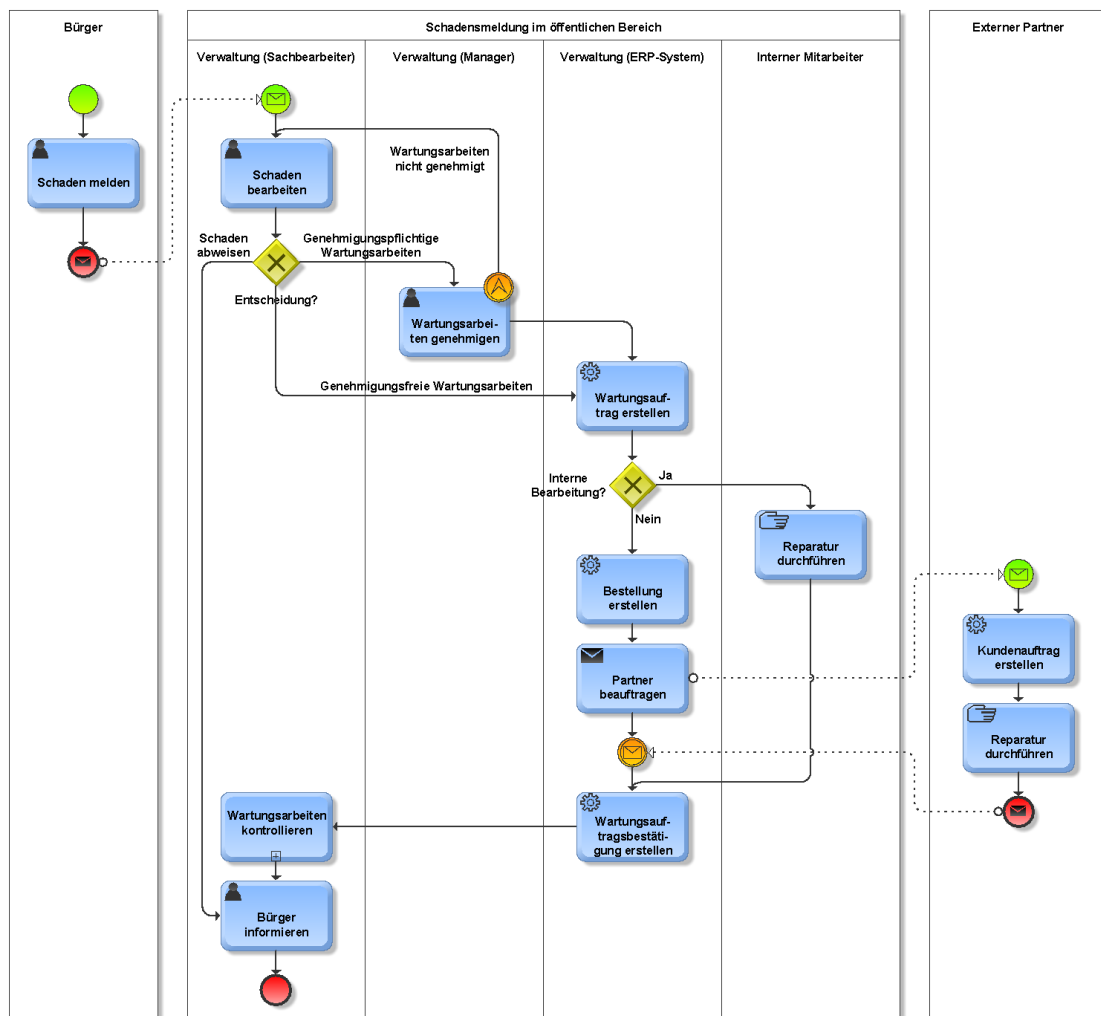 Bürger
Schadensmeldung im öffentlichen Bereich
Externer Partner
Verwaltung (Sachbearbeiter)
Verwaltung (Manager)
Verwaltung (ERP-System)
Interner Mitarbeiter
Schaden melden
Schaden
bearbeiten
Wartungsarbeiten
nicht genehmigt
Schaden
abweisen
Genehmigungspflichtige
Wartungsarbeiten
Entscheidung?
Wartungsarbei-
ten genehmigen
Genehmigungsfreie Wartungsarbeiten
Wartungsauf-
trag erstellen
Interne
Bearbeitung?
Ja
Nein
Reparatur
durchführen
Bestellung
erstellen
Partner
beauftragen
Kundenauftrag
erstellen
Reparatur
durchführen
Wartungsarbeiten
kontrollieren
Wartungsauf-
tragsbestäti-
gung erstellen
Bürger
informieren